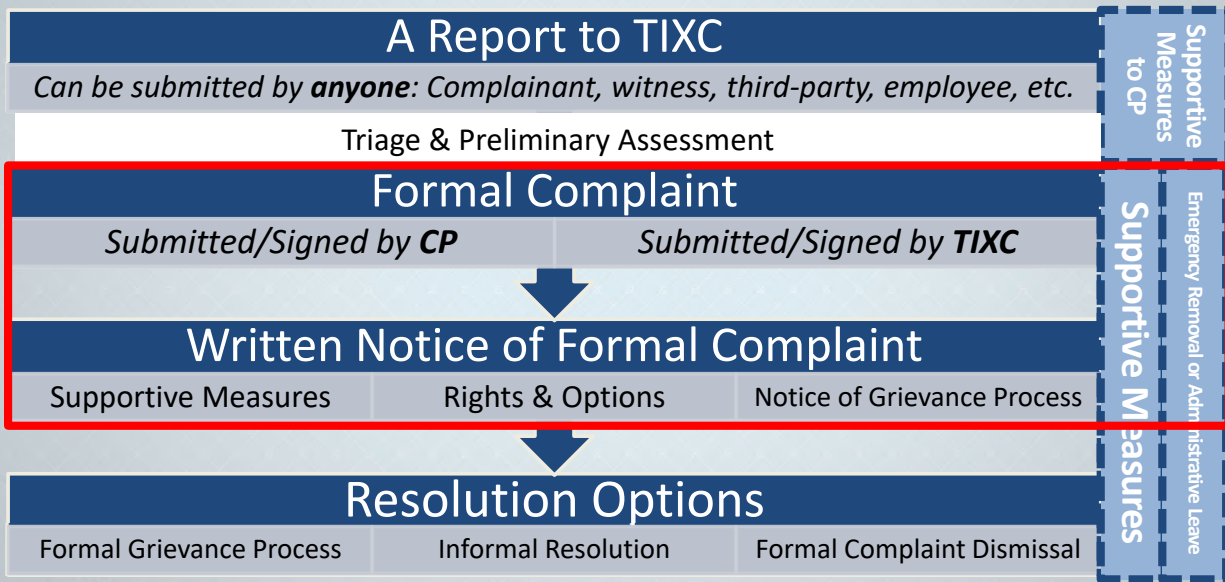 A Report to TIXC
Can be submitted by anyone: Complainant, witness, third-party, employee, etc.
Triage & Preliminary Assessment
Formal Complaint
Submitted/Signed by CP
Submitted/Signed by TIXC
Written Notice of Formal Complaint
Supportive Measures
Rights & Options
Notice of Grievance Process
Resolution Options
Formal Grievance Process
Informal Resolution
Formal Complaint Dismissal
Supportive
Measures
to CP
Supportive Measures
Emergency Removal or Administrative Leave